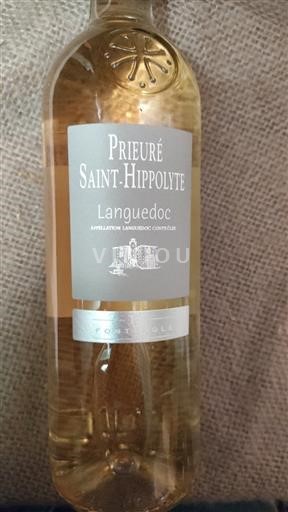 PRIEURÉ
SAINT-HIPPOLYTE
Languedoc
APPELLATION LANGUEDOC CONTRÔLÉE